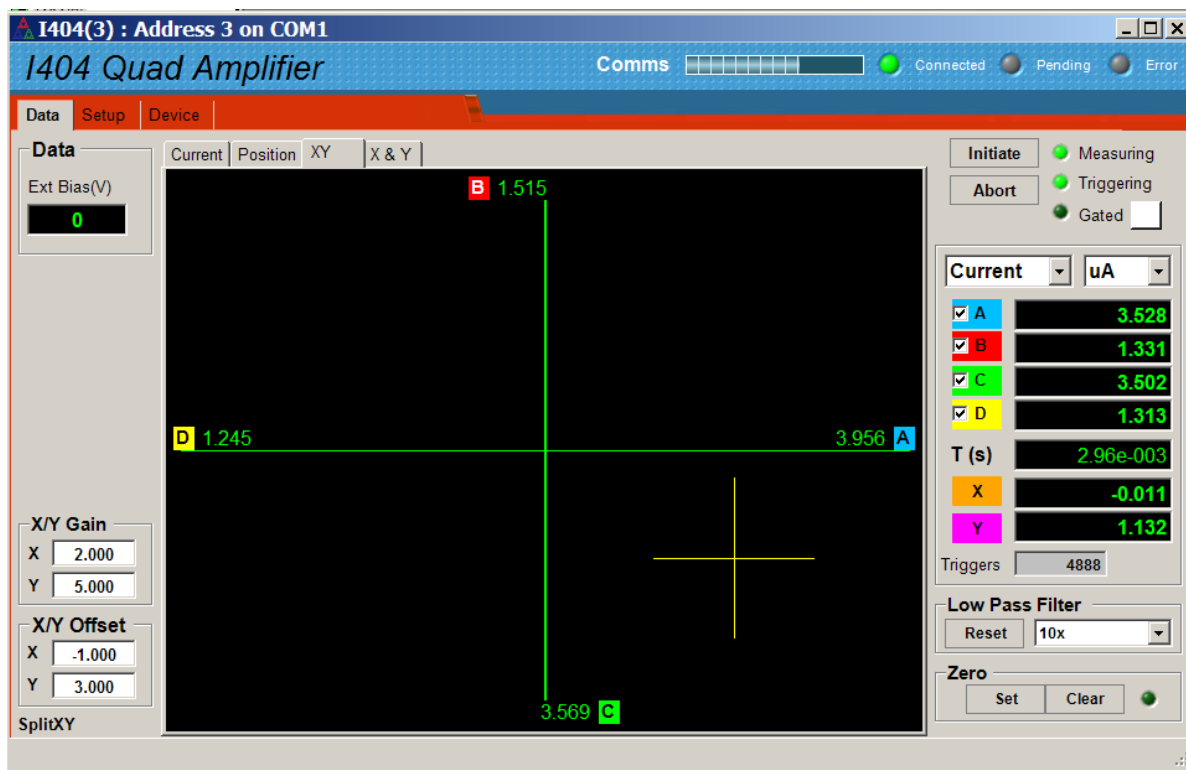 I404(3) : Address 3 on COM1
I404 Quad Amplifier
Comms Connected Pending Error
Data Setup Device
Data
Ext Bias(V)
0
Current Position XY X & Y
B 1.515
D 1.245
3.956 A
3.569 C
X/Y Gain
X 2.000
Y 5.000
X/Y Offset
X -1.000
Y 3.000
SplitXY
Initiate Measuring
Abort Triggering
Gated
Current uA
A 3.528
B 1.331
C 3.502
D 1.313
T (s) 2.96e-003
X -0.011
Y 1.132
Triggers 4888
Low Pass Filter
Reset 10x
Zero
Set Clear